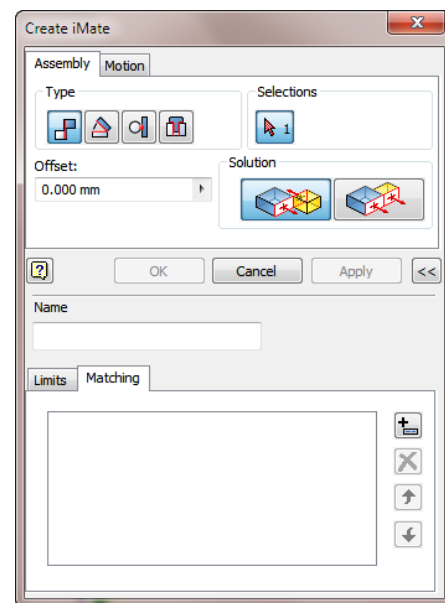 Create iMate
Assembly Motion
Type Selections
1
Offset: Solution
0.000 mm
OK Cancel Apply <<
Name
Limits Matching